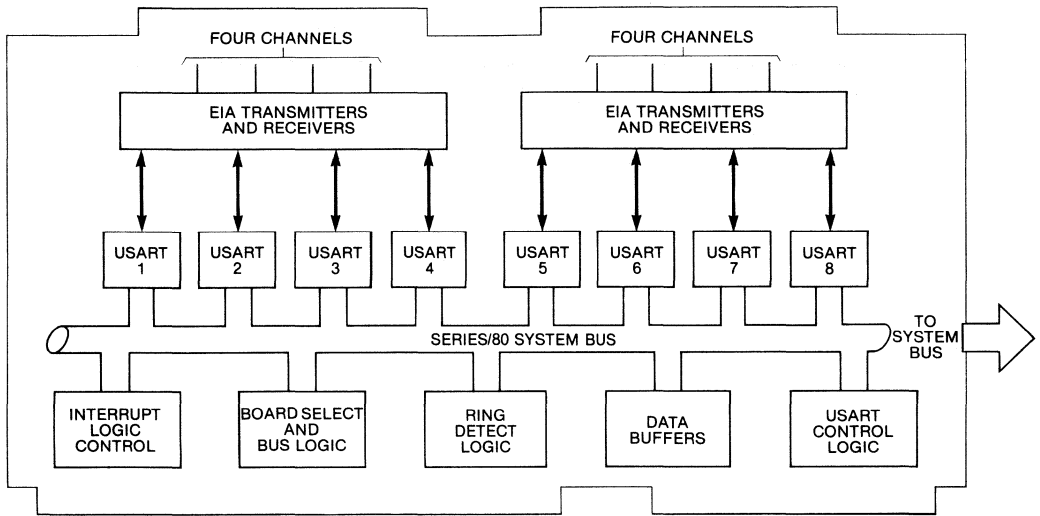 FOUR CHANNELS
FOUR CHANNELS
EIA TRANSMITTERS
AND RECEIVERS
EIA TRANSMITTERS
AND RECEIVERS
USART
1
USART
2
USART
3
USART
4
USART
5
USART
6
USART
7
USART
8
SERIES/80 SYSTEM BUS
TO
SYSTEM
BUS
INTERRUPT
LOGIC
CONTROL
BOARD SELECT
AND
BUS LOGIC
RING
DETECT
LOGIC
DATA
BUFFERS
USART
CONTROL
LOGIC